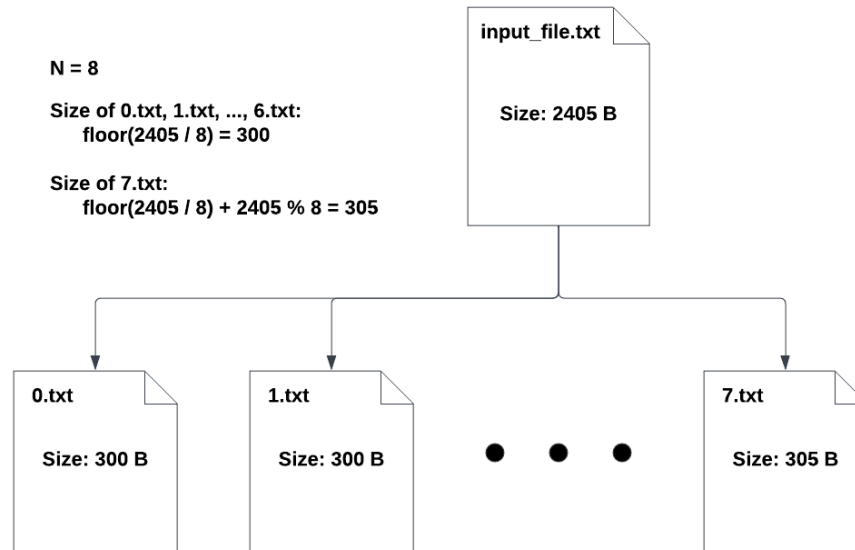 input_file.txt
Size: 2405 B
N = 8
Size of 0.txt, 1.txt, ..., 6.txt:
floor(2405 / 8) = 300
Size of 7.txt:
floor(2405 / 8) + 2405 % 8 = 305
0.txt
Size: 300 B
1.txt
Size: 300 B
7.txt
Size: 305 B